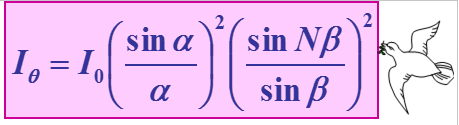 I_θ = I_0 (sin α / α)^2 (sin Nβ / sin β)^2